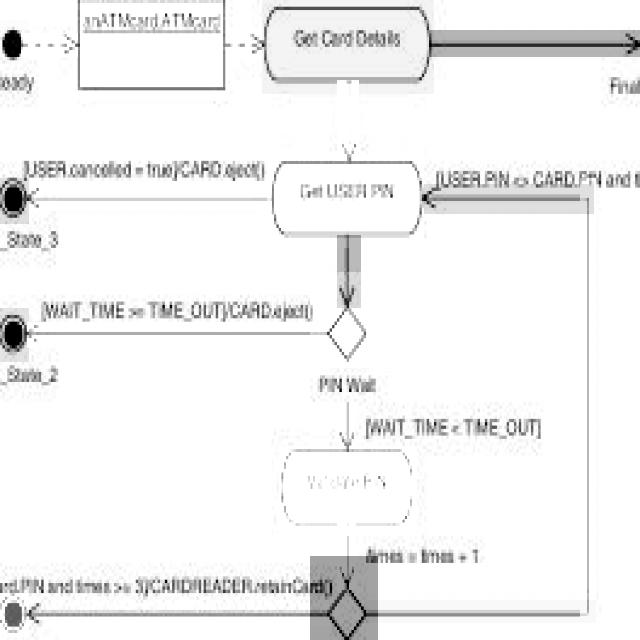 anATMcard.ATMcard
Get Card Details
eady
Final
[USER.cancelled = true]/CARD.eject()
Get USER.PIN
[USER.PIN <> CARD.PIN and ti
_State_3
[WAIT_TIME >= TIME_OUT]/CARD.eject()
_State_2
PIN Wait
[WAIT_TIME < TIME_OUT]
PIN
/times = times + 1
ard.PIN and times >= 3]/CARDREADER.retainCard()